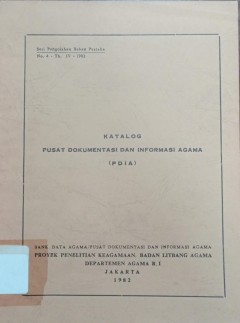 Seri Pengolahan Bahan Pustaka
No. 4 - Th. IV - 1982
KATALOG
PUSAT DOKUMENTASI DAN INFORMASI AGAMA
(PDIA)
BANK DATA AGAMA/PUSAT DOKUMENTASI DAN INFORMASI AGAMA
PROYEK PENELITIAN KEAGAMAAN, BADAN LITBANG AGAMA
DEPARTEMEN AGAMA R I
JAKARTA
1982